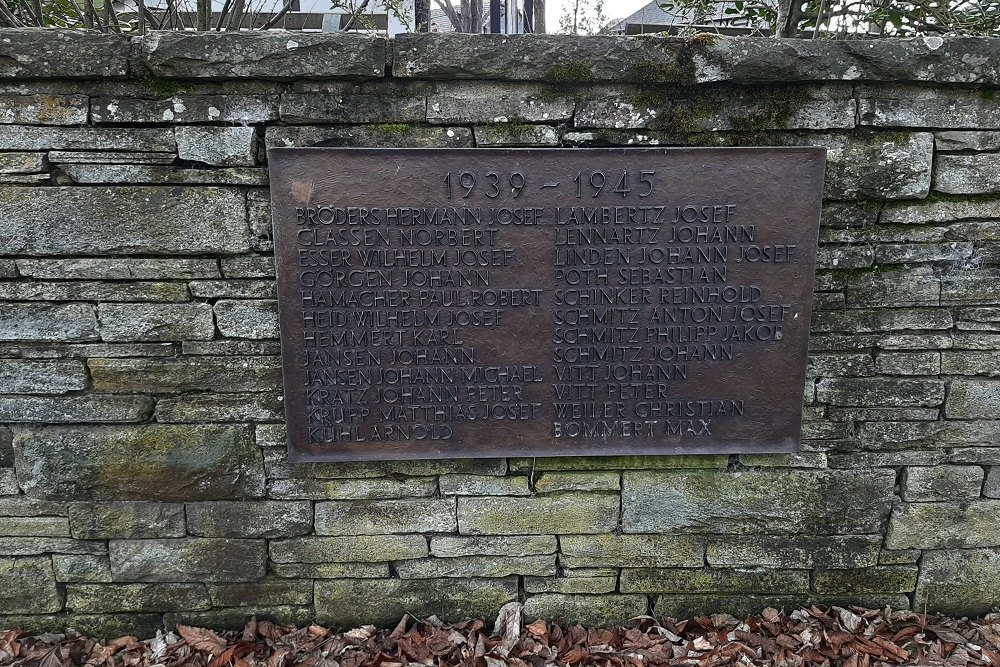 1939 – 1945
BRÖDERS HERMANN JOSEF
GLASSEN NORBERT
ESSER WILHELM JOSEF
GÖRGEN JOHANN
HAMACHER PAUL ROBERT
HEID WILHELM JOSEF
HEMMERT KARL
JANSEN JOHANN
JANSEN JOHANN MICHAEL
KRATZ JOHANN PETER
KRUPP MATTHIAS JOSEF
KÜHL ARNOLD
LAMBERTZ JOSEF
LENNARTZ JOHANN
LINDEN JOHANN JOSEF
POTH SEBASTIAN
SCHINKER REINHOLD
SCHMITZ ANTON JOSEF
SCHMITZ PHILIPP JAKOB
SCHMITZ JOHANN
VITT JOHANN
VITT PETER
WEILER CHRISTIAN
BOMMERT MAX